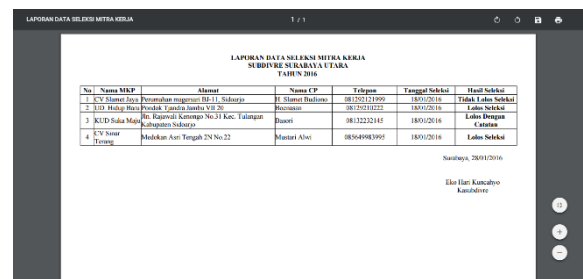 LAPORAN DATA SELEKSI MITRA KERJA
1 / 1
LAPORAN DATA SELEKSI MITRA KERJA
SUBDIVRE SURABAYA UTARA
TAHUN 2016
No Nama MKP Alamat Nama CP Telepon Tanggal Seleksi Hasil Seleksi
1 CV Slamet Jaya Perumahan magersari BJ-11, Sidoarjo H. Slamet Budiono 081292121999 18/01/2016 Tidak Lolos Seleksi
2 UD. Hidup Baru Pondok Tjandra Jambu VII 20 081291210222 18/01/2016 Lolos Seleksi
3 KUD Suka Maju Jln. Rajawali Kenongo No.31 Kec. Tulangan Kabupaten Sidoarjo Basori 08132232145 18/01/2016 Lolos Dengan Catatan
4 CV Sinar Terang Medokan Asri Tengah 2N No.22 Mastari Alwi 085649983995 18/01/2016 Lolos Seleksi
Surabaya, 28/01/2016
Eko Hari Kuncahyo
Kasubdivre